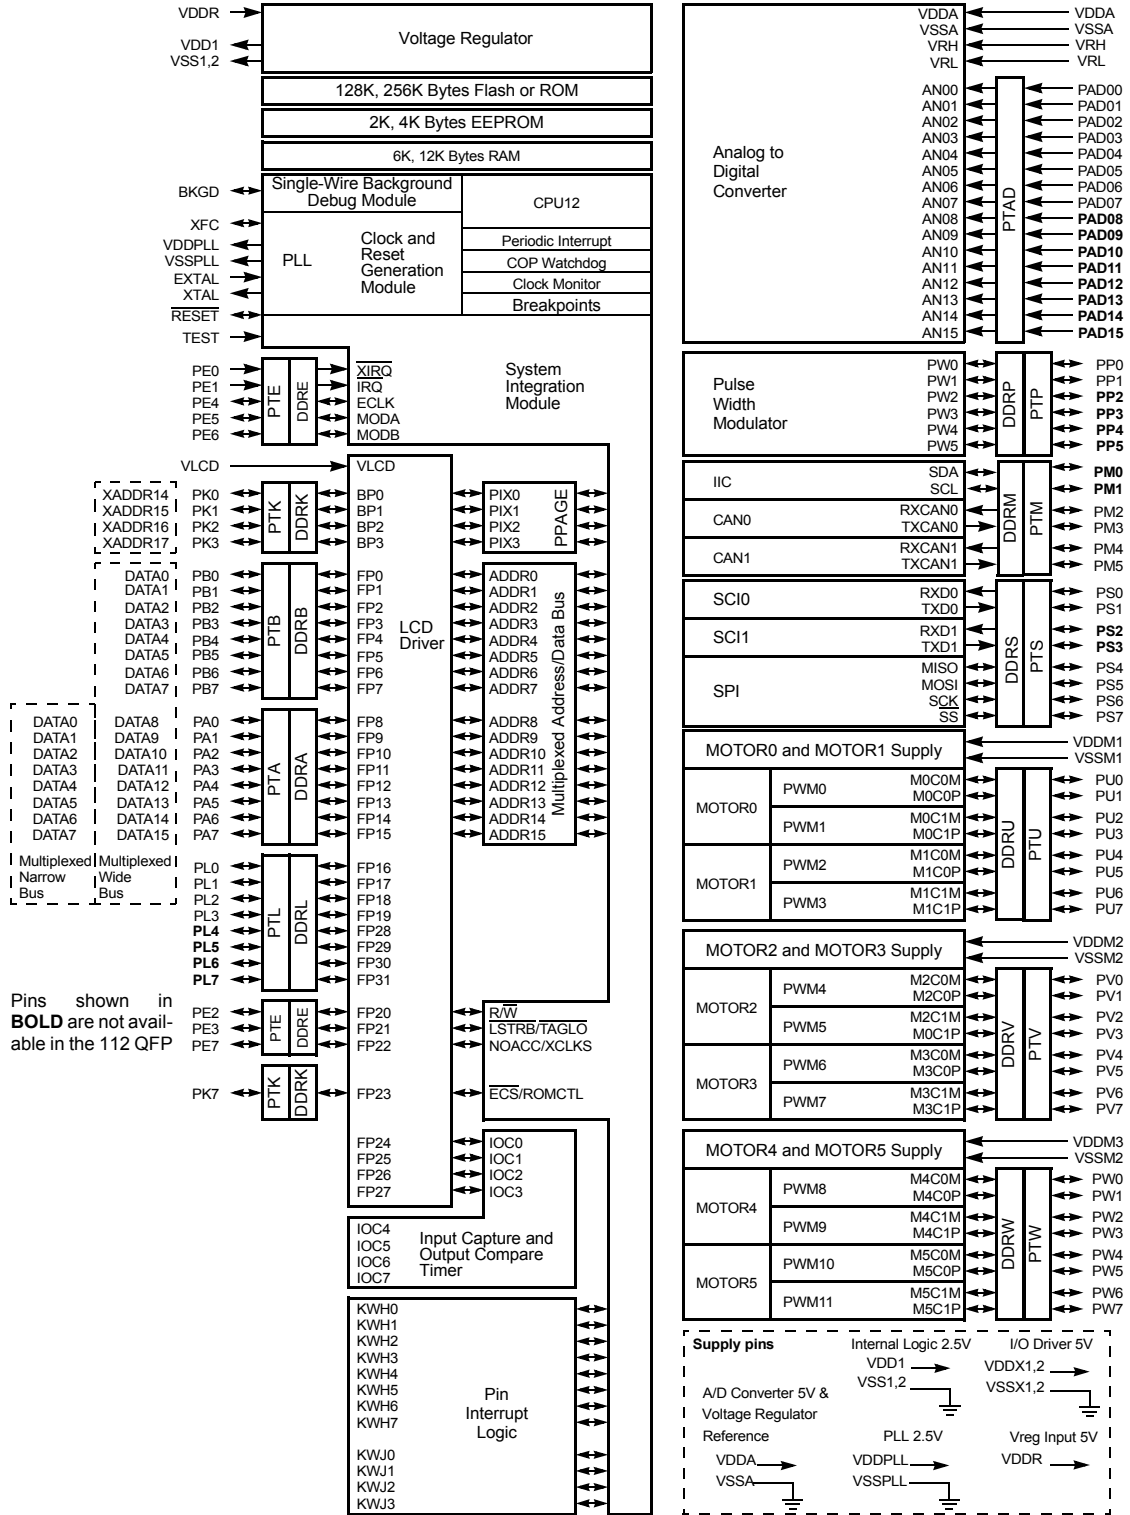 VDDR
VDD1
VSS1,2
Voltage Regulator
128K, 256K Bytes Flash or ROM
2K, 4K Bytes EEPROM
6K, 12K Bytes RAM
BKGD
XFC
VDDPLL
VSSPLL
EXTAL
XTAL
RESET
TEST
Single-Wire Background
Debug Module
CPU12
PLL
Clock and
Reset
Generation
Module
Periodic Interrupt
COP Watchdog
Clock Monitor
Breakpoints
System
Integration
Module
PE0
PE1
PE4
PE5
PE6
PTE
DDRE
XIRQ
IRQ
ECLK
MODA
MODB
VLCD
VLCD
XADDR14 PK0
XADDR15 PK1
XADDR16 PK2
XADDR17 PK3
PTK
DDRK
BP0
BP1
BP2
BP3
PIX0
PIX1
PIX2
PIX3
PPAGE
DATA0 PB0
DATA1 PB1
DATA2 PB2
DATA3 PB3
DATA4 PB4
DATA5 PB5
DATA6 PB6
DATA7 PB7
PTB
DDRB
FP0
FP1
FP2
FP3
FP4
FP5
FP6
FP7
LCD
Driver
ADDR0
ADDR1
ADDR2
ADDR3
ADDR4
ADDR5
ADDR6
ADDR7
Multiplexed Address/Data Bus
DATA0 DATA8 PA0
DATA1 DATA9 PA1
DATA2 DATA10 PA2
DATA3 DATA11 PA3
DATA4 DATA12 PA4
DATA5 DATA13 PA5
DATA6 DATA14 PA6
DATA7 DATA15 PA7
PTA
DDRA
FP8
FP9
FP10
FP11
FP12
FP13
FP14
FP15
ADDR8
ADDR9
ADDR10
ADDR11
ADDR12
ADDR13
ADDR14
ADDR15
Multiplexed
Narrow
Bus
Multiplexed
Wide
Bus
PL0
PL1
PL2
PL3
PL4
PL5
PL6
PL7
PTL
DDRL
FP16
FP17
FP18
FP19
FP28
FP29
FP30
FP31
Pins shown in
BOLD are not avail-
able in the 112 QFP
PE2
PE3
PE7
PTE
DDRE
FP20
FP21
FP22
R/W
LSTRB/TAGLO
NOACC/XCLKS
PK7
PTK
DDRK
FP23
ECS/ROMCTL
FP24
FP25
FP26
FP27
IOC0
IOC1
IOC2
IOC3
IOC4
IOC5
IOC6
IOC7
Input Capture and
Output Compare
Timer
KWH0
KWH1
KWH2
KWH3
KWH4
KWH5
KWH6
KWH7
KWJ0
KWJ1
KWJ2
KWJ3
Pin
Interrupt
Logic
Analog to
Digital
Converter
VDDA VDDA
VSSA VSSA
VRH VRH
VRL VRL
AN00 PAD00
AN01 PAD01
AN02 PAD02
AN03 PAD03
AN04 PAD04
AN05 PAD05
AN06 PAD06
AN07 PAD07
AN08 PAD08
AN09 PAD09
AN10 PAD10
AN11 PAD11
AN12 PAD12
AN13 PAD13
AN14 PAD14
AN15 PAD15
PTAD
Pulse
Width
Modulator
PW0 PP0
PW1 PP1
PW2 PP2
PW3 PP3
PW4 PP4
PW5 PP5
DDRP
PTP
IIC
SDA PM0
SCL PM1
CAN0
RXCAN0 PM2
TXCAN0 PM3
CAN1
RXCAN1 PM4
TXCAN1 PM5
DDRM
PTM
SCI0
RXD0 PS0
TXD0 PS1
SCI1
RXD1 PS2
TXD1 PS3
SPI
MISO PS4
MOSI PS5
SCK PS6
SS PS7
DDRS
PTS
MOTOR0 and MOTOR1 Supply
VDDM1
VSSM1
MOTOR0
PWM0
M0C0M PU0
M0C0P PU1
PWM1
M0C1M PU2
M0C1P PU3
MOTOR1
PWM2
M1C0M PU4
M1C0P PU5
PWM3
M1C1M PU6
M1C1P PU7
DDRU
PTU
MOTOR2 and MOTOR3 Supply
VDDM2
VSSM2
MOTOR2
PWM4
M2C0M PV0
M2C0P PV1
PWM5
M2C1M PV2
M0C1P PV3
MOTOR3
PWM6
M3C0M PV4
M3C0P PV5
PWM7
M3C1M PV6
M3C1P PV7
DDRV
PTV
MOTOR4 and MOTOR5 Supply
VDDM3
VSSM2
MOTOR4
PWM8
M4C0M PW0
M4C0P PW1
PWM9
M4C1M PW2
M4C1P PW3
MOTOR5
PWM10
M5C0M PW4
M5C0P PW5
PWM11
M5C1M PW6
M5C1P PW7
DDRW
PTW
Supply pins
Internal Logic 2.5V
VDD1
VSS1,2
I/O Driver 5V
VDDX1,2
VSSX1,2
A/D Converter 5V &
Voltage Regulator
Reference
VDDA
VSSA
PLL 2.5V
VDDPLL
VSSPLL
Vreg Input 5V
VDDR